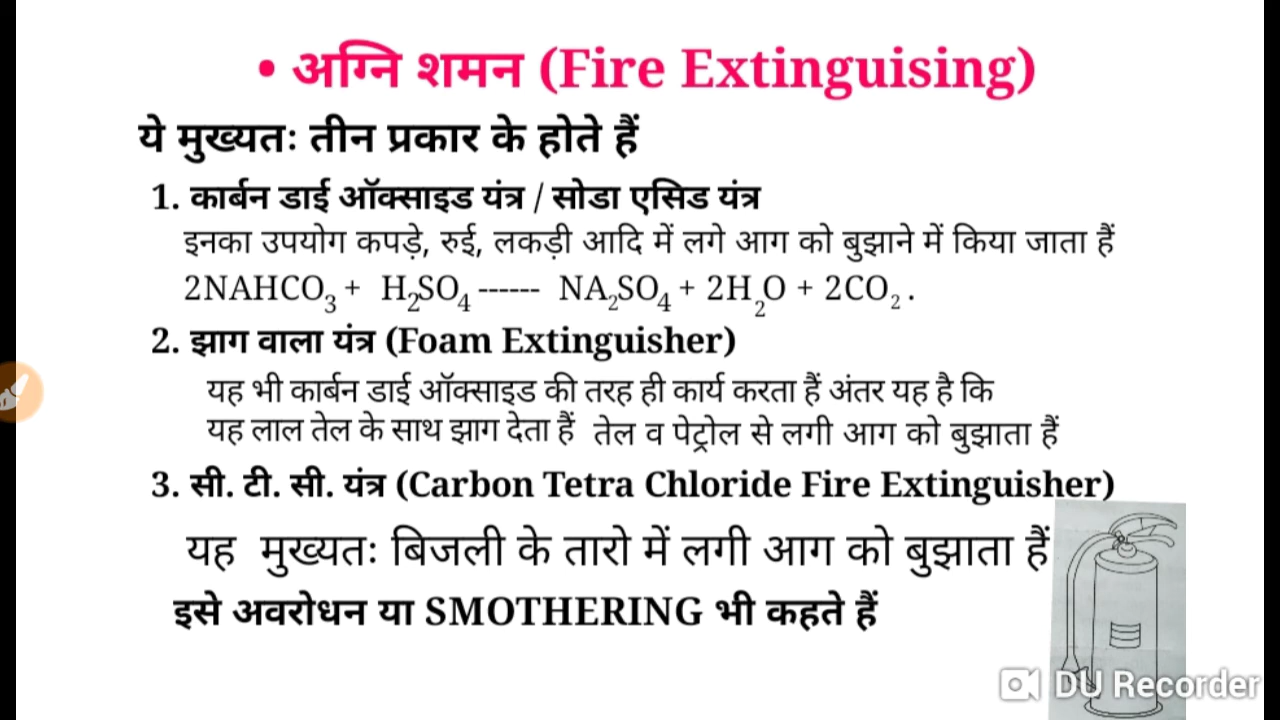 • अग्नि शमन (Fire Extinguising)
ये मुख्यतः तीन प्रकार के होते हैं
1. कार्बन डाई ऑक्साइड यंत्र / सोडा एसिड यंत्र
इनका उपयोग कपड़े, रुई, लकड़ी आदि में लगे आग को बुझाने में किया जाता हैं
2NAHCO₃ + H₂SO₄ ------ NA₂SO₄ + 2H₂O + 2CO₂ .
2. झाग वाला यंत्र (Foam Extinguisher)
यह भी कार्बन डाई ऑक्साइड की तरह ही कार्य करता हैं अंतर यह है कि
यह लाल तेल के साथ झाग देता हैं तेल व पेट्रोल से लगी आग को बुझाता हैं
3. सी. टी. सी. यंत्र (Carbon Tetra Chloride Fire Extinguisher)
यह मुख्यतः बिजली के तारो में लगी आग को बुझाता हैं
इसे अवरोधन या SMOTHERING भी कहते हैं
DU Recorder